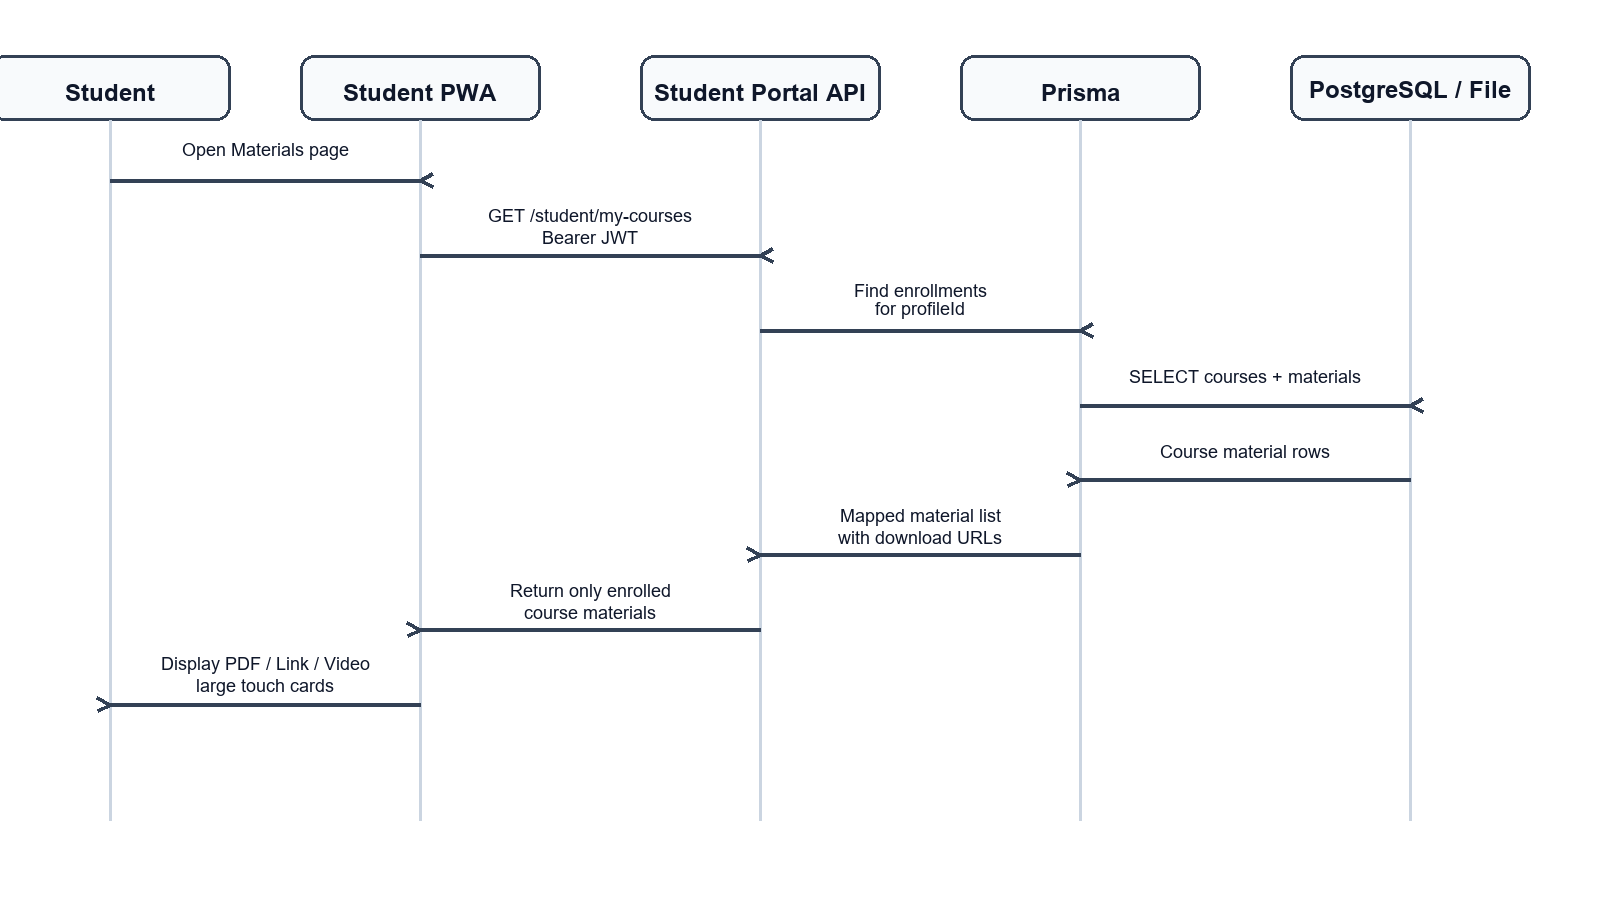 Student
Student PWA
Student Portal API
Prisma
PostgreSQL / File
Open Materials page
GET /student/my-courses
Bearer JWT
Find enrollments
for profileId
SELECT courses + materials
Course material rows
Mapped material list
with download URLs
Return only enrolled
course materials
Display PDF / Link / Video
large touch cards